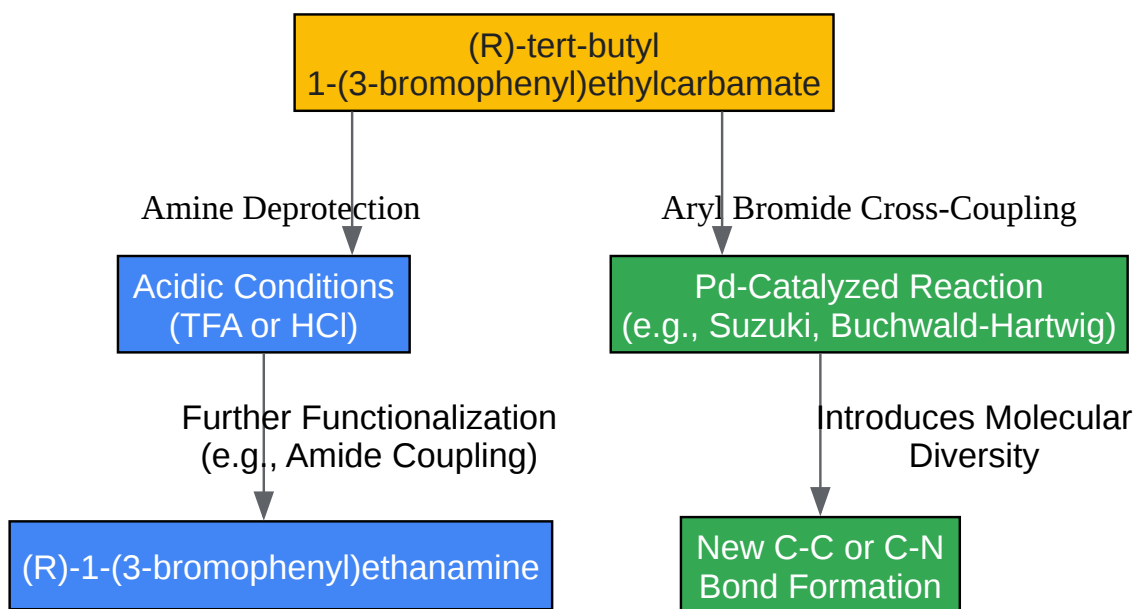 (R)-tert-butyl
1-(3-bromophenyl)ethylcarbamate
Amine Deprotection
Aryl Bromide Cross-Coupling
Acidic Conditions
(TFA or HCl)
Pd-Catalyzed Reaction
(e.g., Suzuki, Buchwald-Hartwig)
Further Functionalization
(e.g., Amide Coupling)
Introduces Molecular
Diversity
(R)-1-(3-bromophenyl)ethanamine
New C-C or C-N
Bond Formation